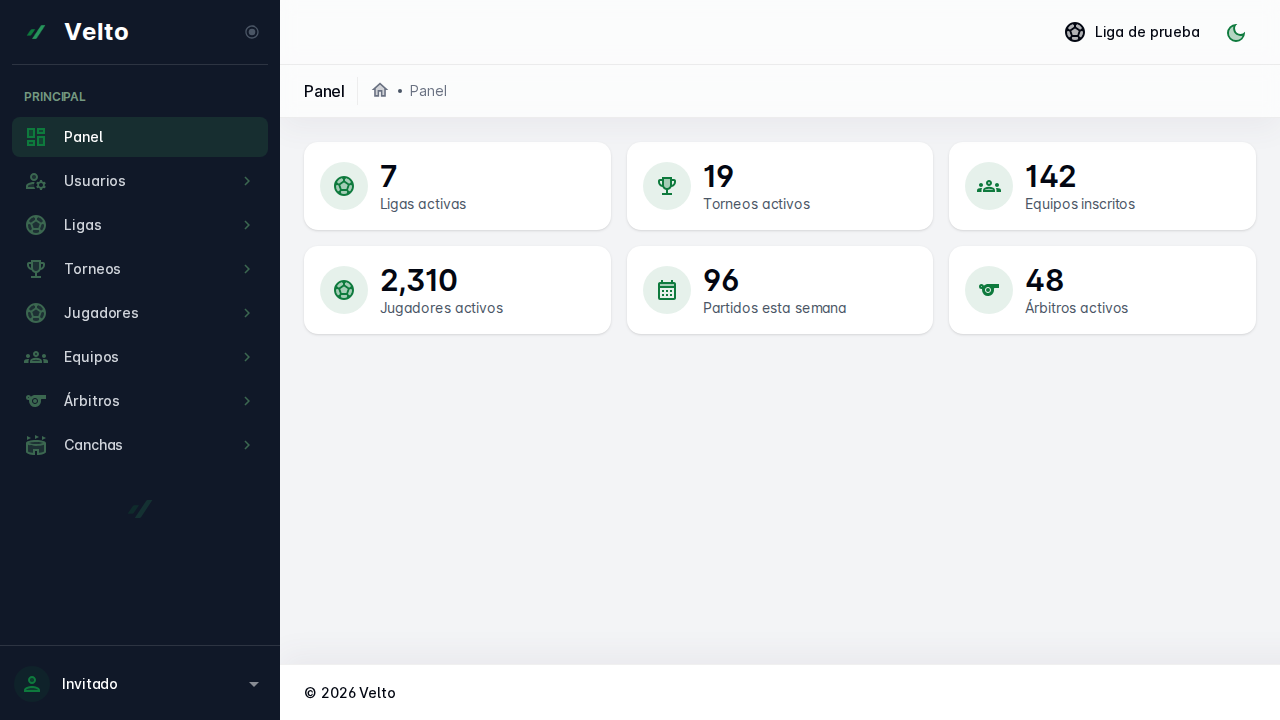 Velto
PRINCIPAL
Panel
Usuarios
Ligas
Torneos
Jugadores
Equipos
Árbitros
Canchas
Invitado
Liga de prueba
Panel
Panel
7
Ligas activas
19
Torneos activos
142
Equipos inscritos
2,310
Jugadores activos
96
Partidos esta semana
48
Árbitros activos
© 2026 Velto